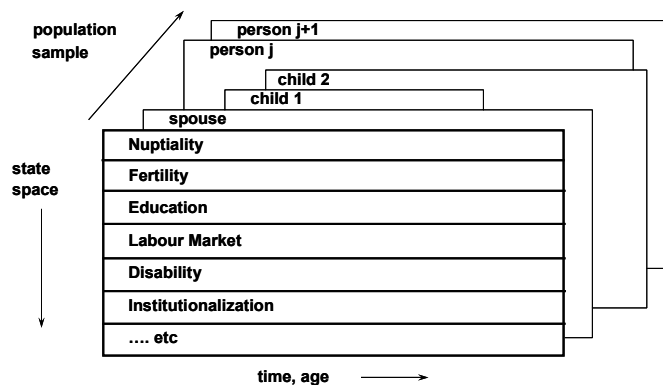 population
sample
person j+1
person j
child 2
child 1
spouse
state
space
Nuptiality
Fertility
Education
Labour Market
Disability
Institutionalization
.... etc
time, age